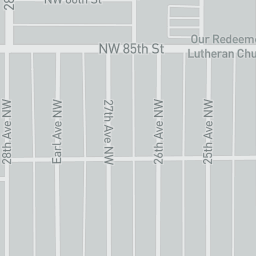 28
NW 86th St
Our Redeeme
Lutheran Chu
NW 85th St
28th Ave NW
Earl Ave NW
27th Ave NW
26th Ave NW
25th Ave NW